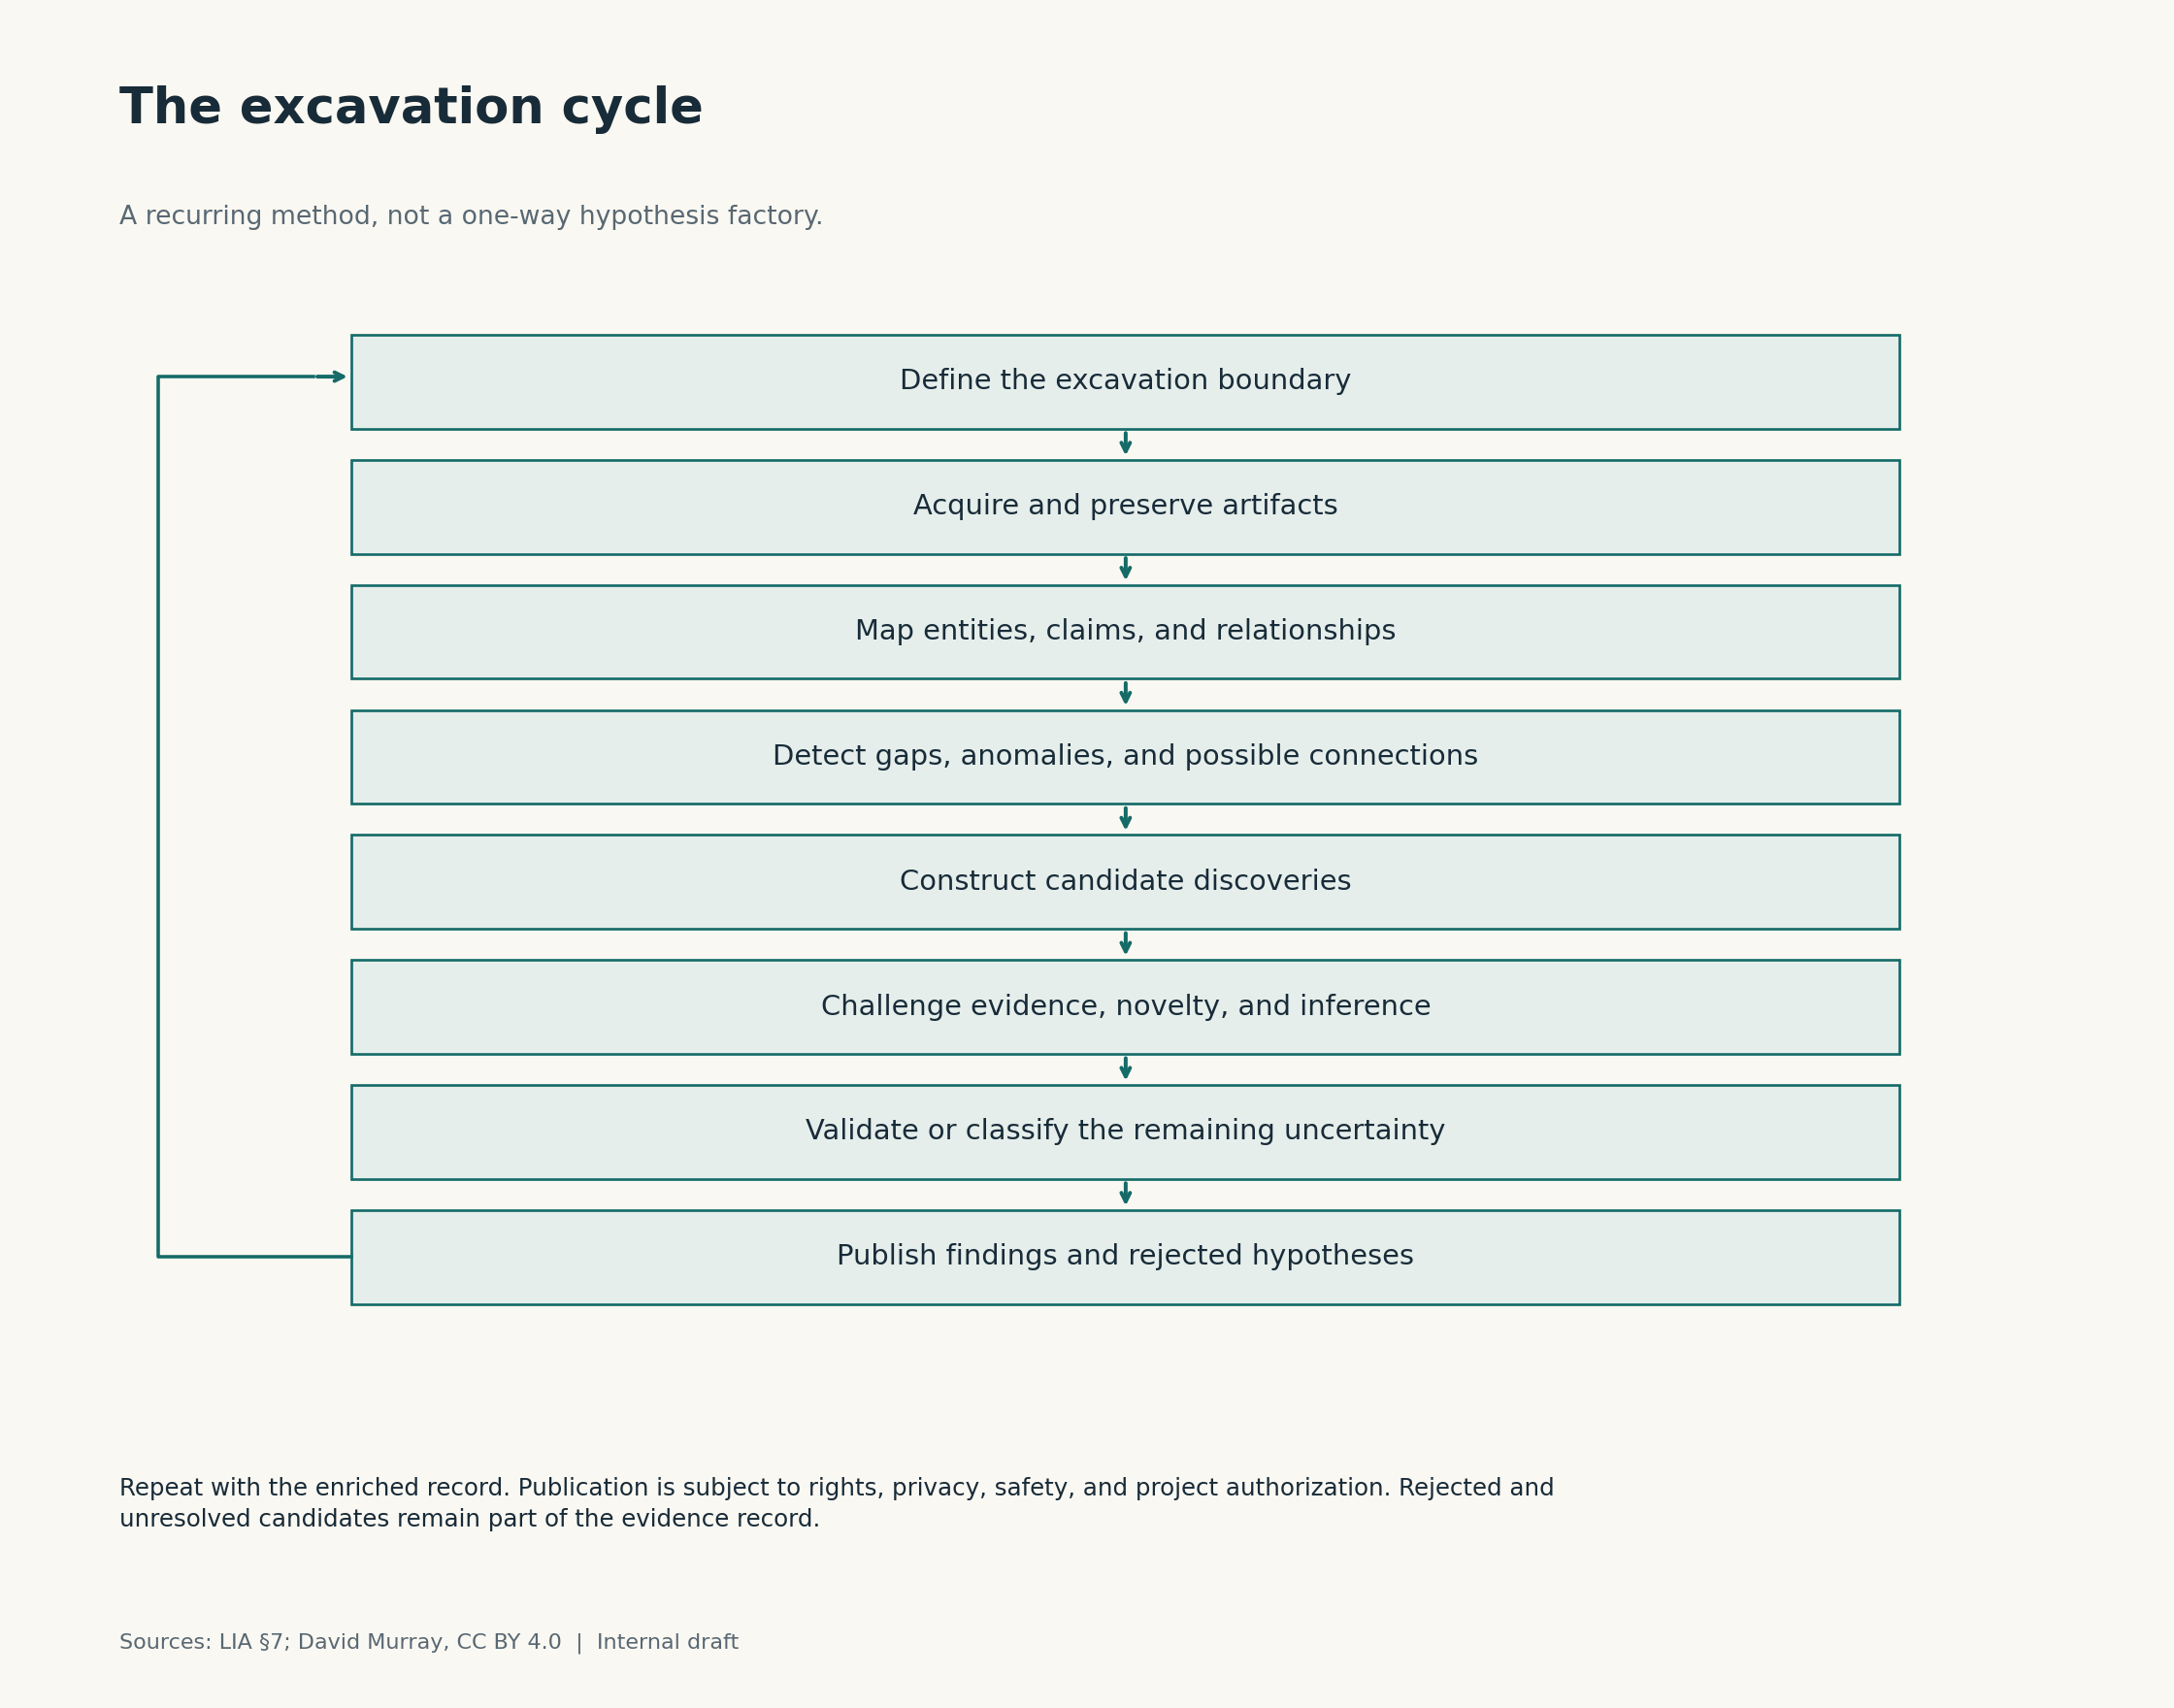 The excavation cycle
A recurring method, not a one-way hypothesis factory.
Define the excavation boundary
Acquire and preserve artifacts
Map entities, claims, and relationships
Detect gaps, anomalies, and possible connections
Construct candidate discoveries
Challenge evidence, novelty, and inference
Validate or classify the remaining uncertainty
Publish findings and rejected hypotheses
Repeat with the enriched record. Publication is subject to rights, privacy, safety, and project authorization. Rejected and
unresolved candidates remain part of the evidence record.
Sources: LIA §7; David Murray, CC BY 4.0 | Internal draft